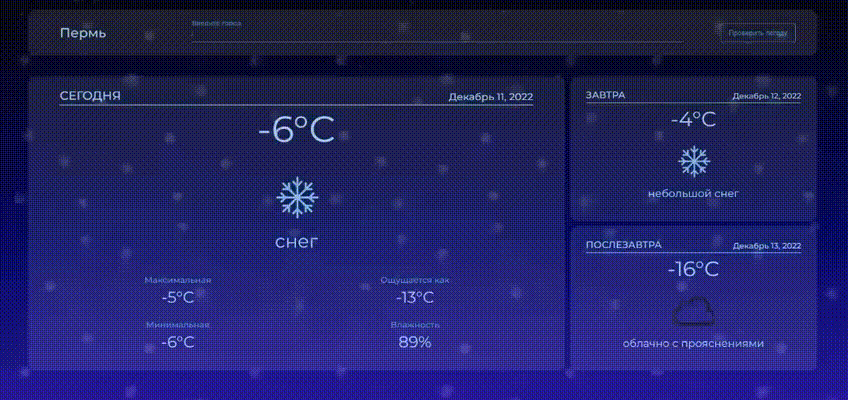 Пермь
Введите город
Проверить погоду
СЕГОДНЯ
Декабрь 11, 2022
-6°C
снег
Максимальная
-5°C
Ощущается как
-13°C
Минимальная
-6°C
Влажность
89%
ЗАВТРА
Декабрь 12, 2022
-4°C
небольшой снег
ПОСЛЕЗАВТРА
Декабрь 13, 2022
-16°C
облачно с прояснениями